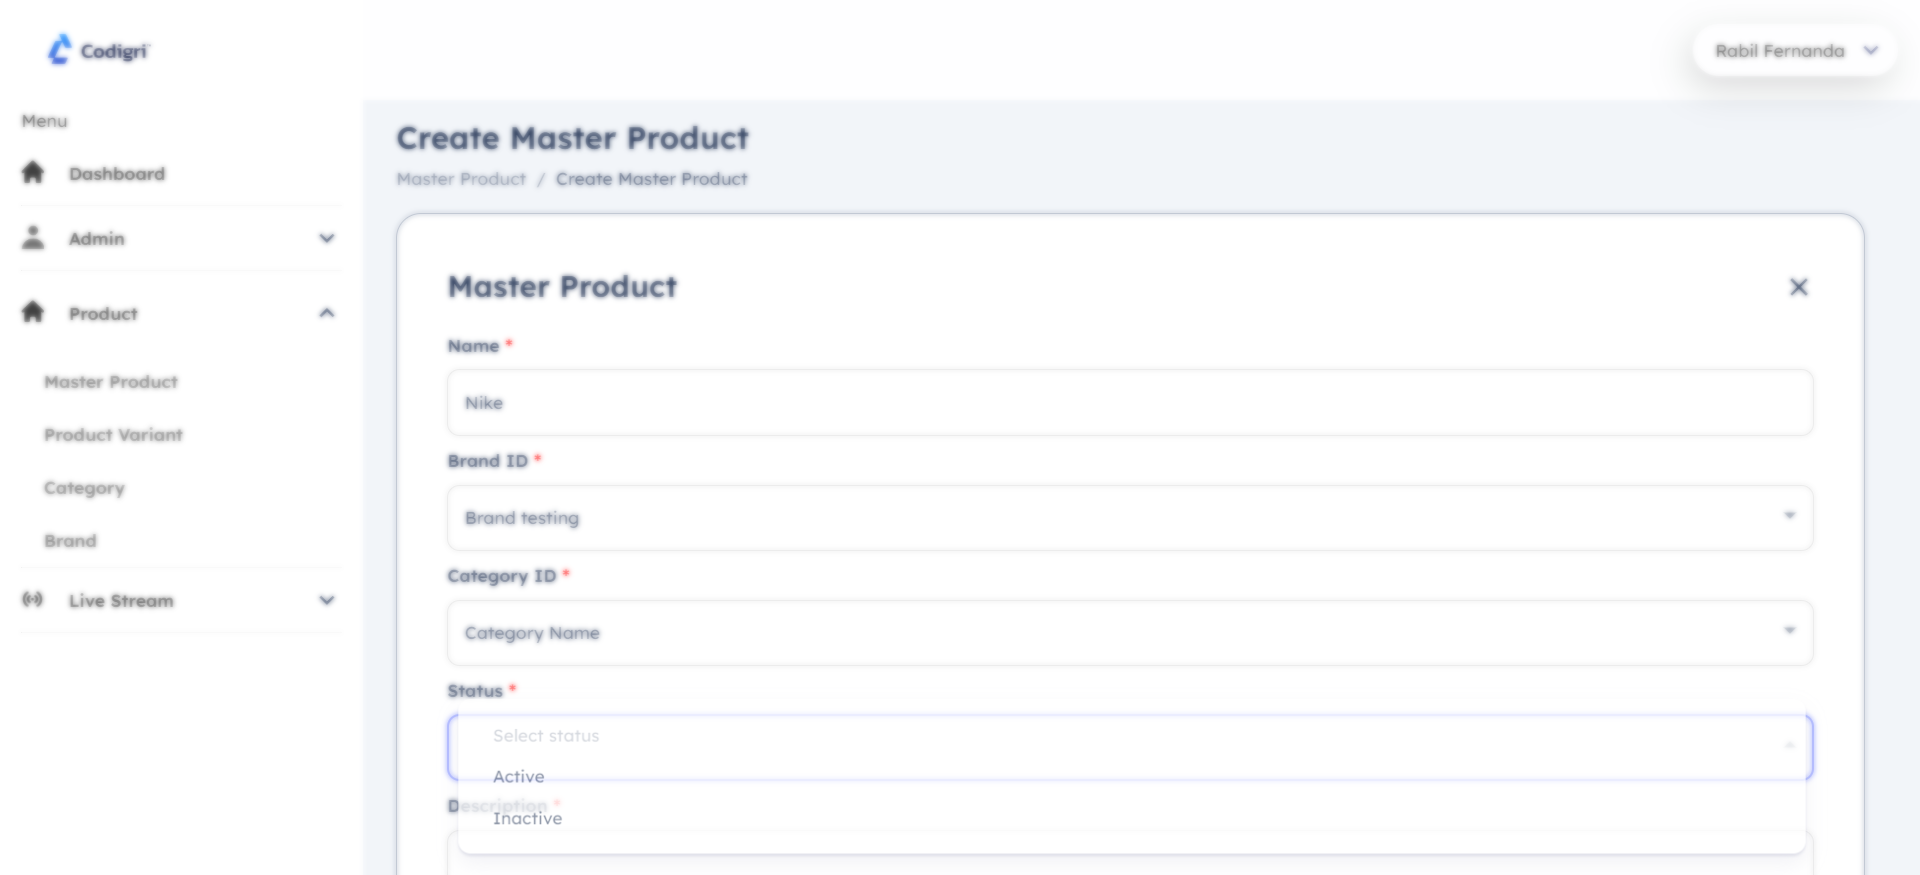 Codigri
Rabil Fernanda
Menu
Dashboard
Admin
Product
Master Product
Product Variant
Category
Brand
Live Stream
Create Master Product
Master Product / Create Master Product
Master Product
Name *
Nike
Brand ID *
Brand testing
Category ID *
Category Name
Status *
Select status
Active
Description *
Inactive